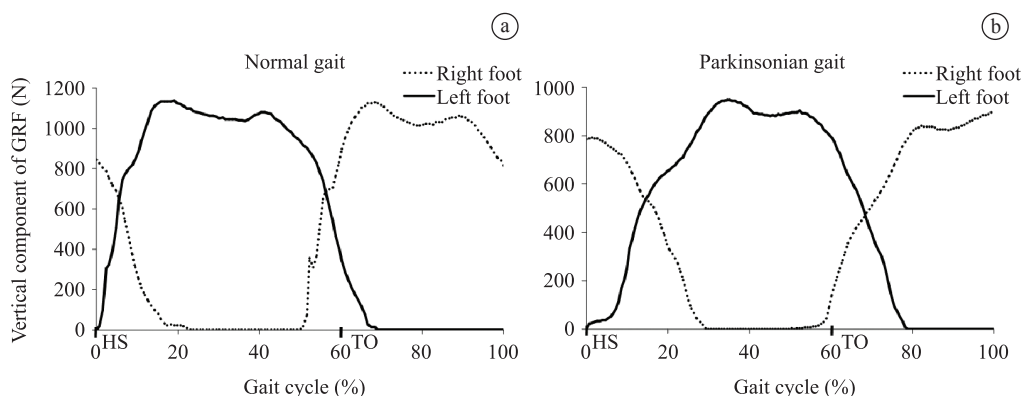 a
Normal gait
Right foot
Left foot
Vertical component of GRF (N)
1200
1000
800
600
400
200
0
0
HS
20
40
60
TO
80
100
Gait cycle (%)
b
Parkinsonian gait
Right foot
Left foot
1000
800
600
400
200
0
0
HS
20
40
60
TO
80
100
Gait cycle (%)